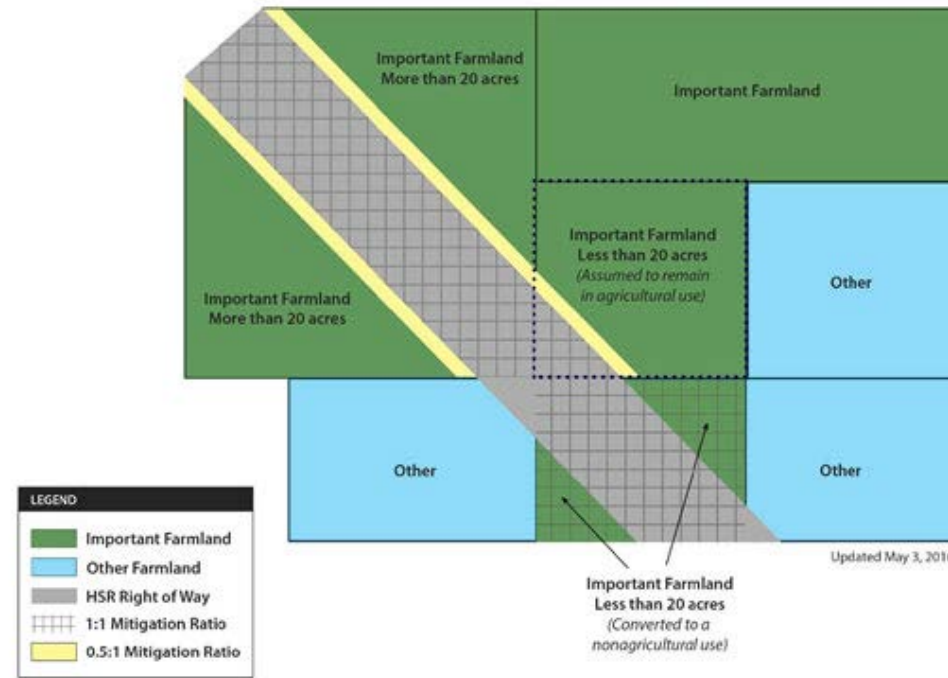 Important Farmland
More than 20 acres
Important Farmland
Important Farmland
Less than 20 acres
(Assumed to remain
in agricultural use)
Other
Important Farmland
More than 20 acres
Other
Other
LEGEND
Important Farmland
Other Farmland
HSR Right of Way
1:1 Mitigation Ratio
0.5:1 Mitigation Ratio
Updated May 3,
Important Farmland
Less than 20 acres
(Converted to a
nonagricultural use)